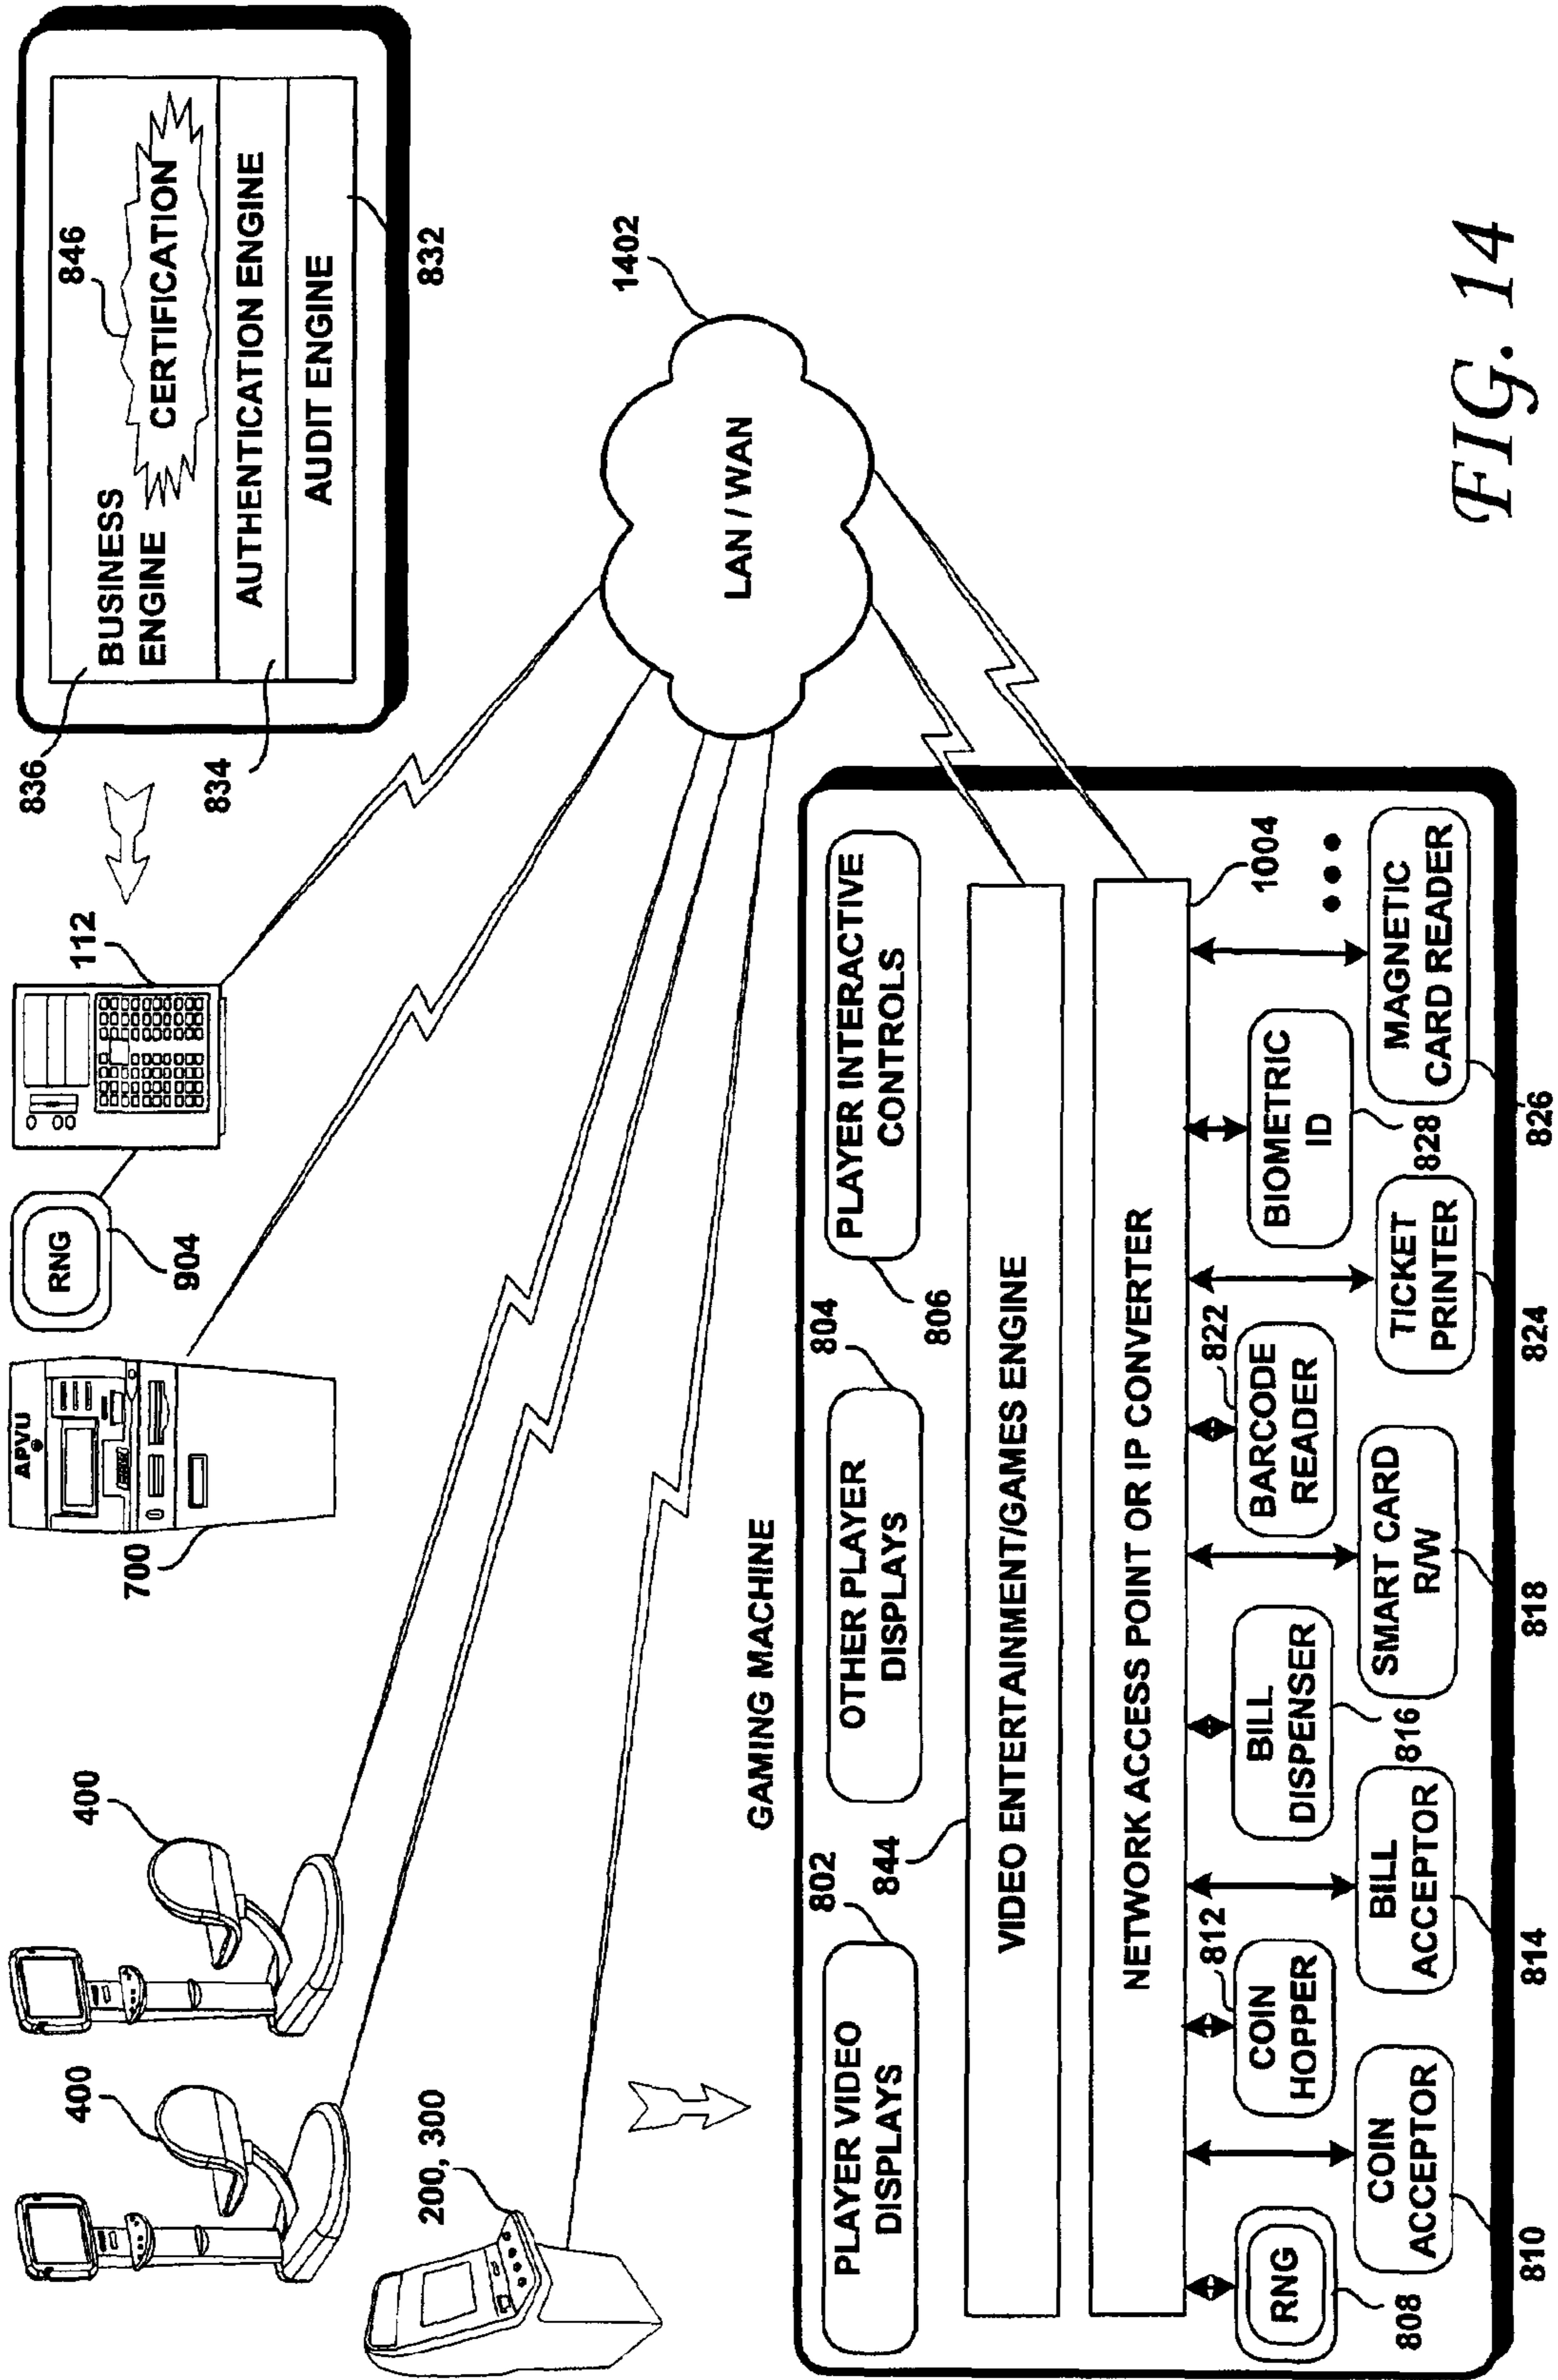 400
400
200, 300
700
APVU
RNG
904
112
836
834
BUSINESS
ENGINE
846
CERTIFICATION
AUTHENTICATION ENGINE
AUDIT ENGINE
832
LAN / WAN
1402
GAMING MACHINE
PLAYER VIDEO
DISPLAYS
802
OTHER PLAYER
DISPLAYS
804
PLAYER INTERACTIVE
CONTROLS
806
844
VIDEO ENTERTAINMENT/GAMES ENGINE
NETWORK ACCESS POINT OR IP CONVERTER
1004
RNG
808
COIN
ACCEPTOR
810
812
COIN
HOPPER
BILL
ACCEPTOR
814
BILL
DISPENSER
816
SMART CARD
R/W
818
822
BARCODE
READER
TICKET
PRINTER
824
BIOMETRIC
ID
828
MAGNETIC
CARD READER
826
FIG. 14